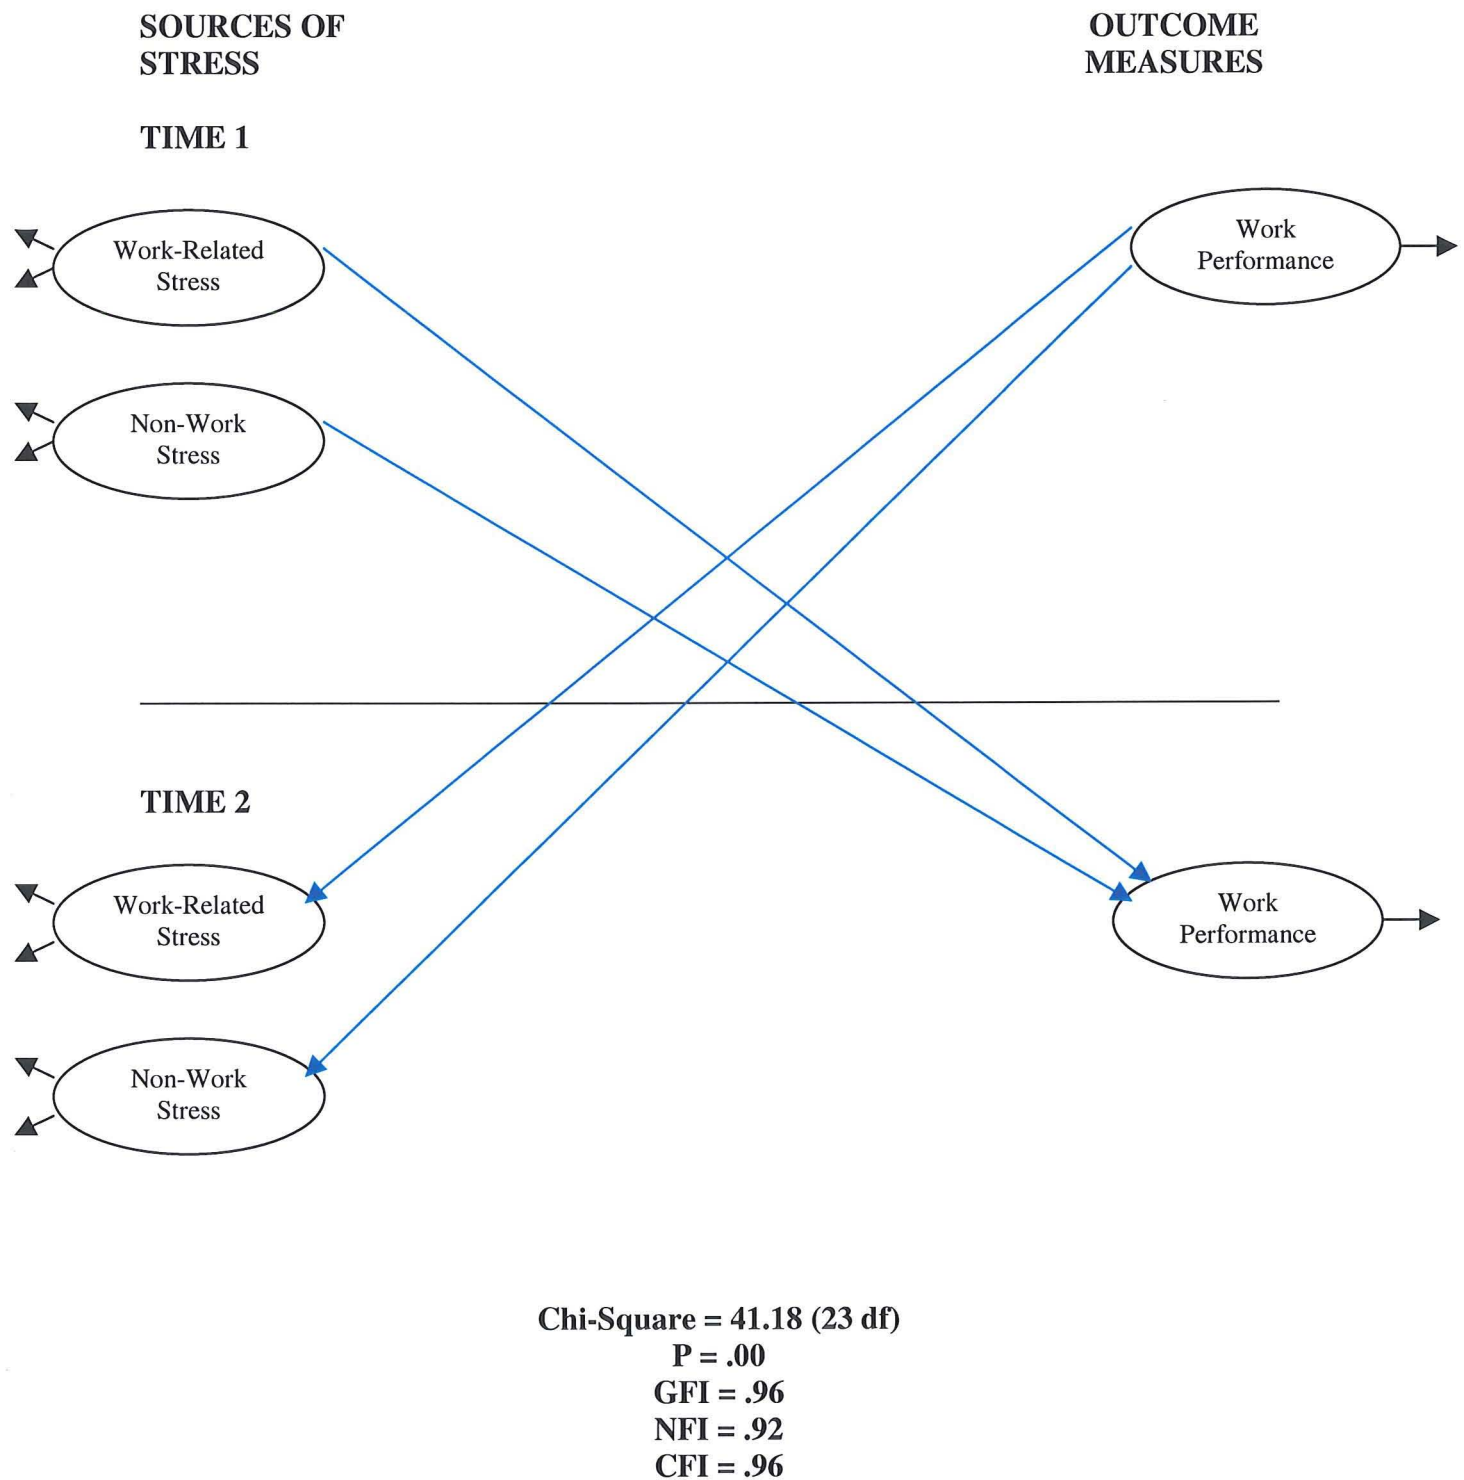 SOURCES OF
STRESS
OUTCOME
MEASURES
TIME 1
Work-Related
Stress
Work
Performance
Non-Work
Stress
TIME 2
Work-Related
Stress
Work
Performance
Non-Work
Stress
Chi-Square = 41.18 (23 df)
P = .00
GFI = .96
NFI = .92
CFI = .96